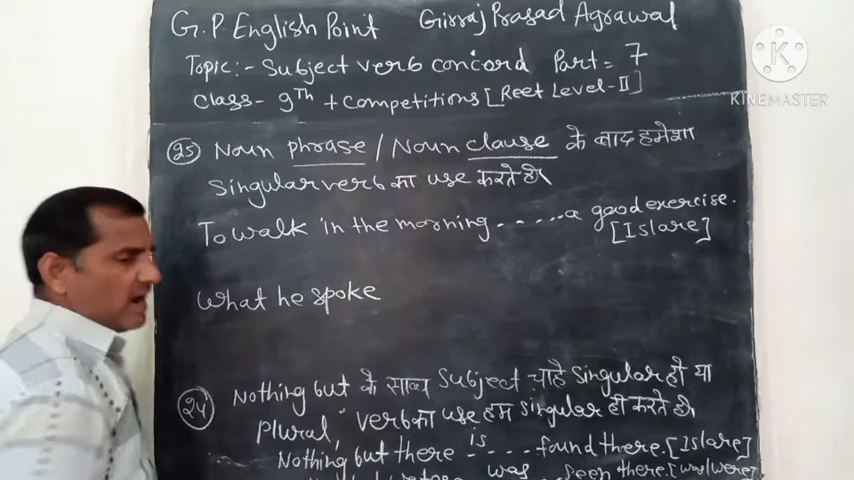 G.P. English Point Girraj Prasad Agrawal
Topic:- Subject verb concord Part = 7
Class- 9th + Competitions [Reet Level-II]
(25) Noun phrase / Noun clause के बाद हमेशा
Singular verb का use करते है।
To walk in the morning ...... a good exercise.
[Is/are]
What he spoke
(24) Nothing but के साथ Subject चाहे Singular हो या
Plural, verb का use हम Singular ही करते है।
Nothing but there is .... found there. [Is/are]
was .... seen there. [was/were]
K
KINEMASTER